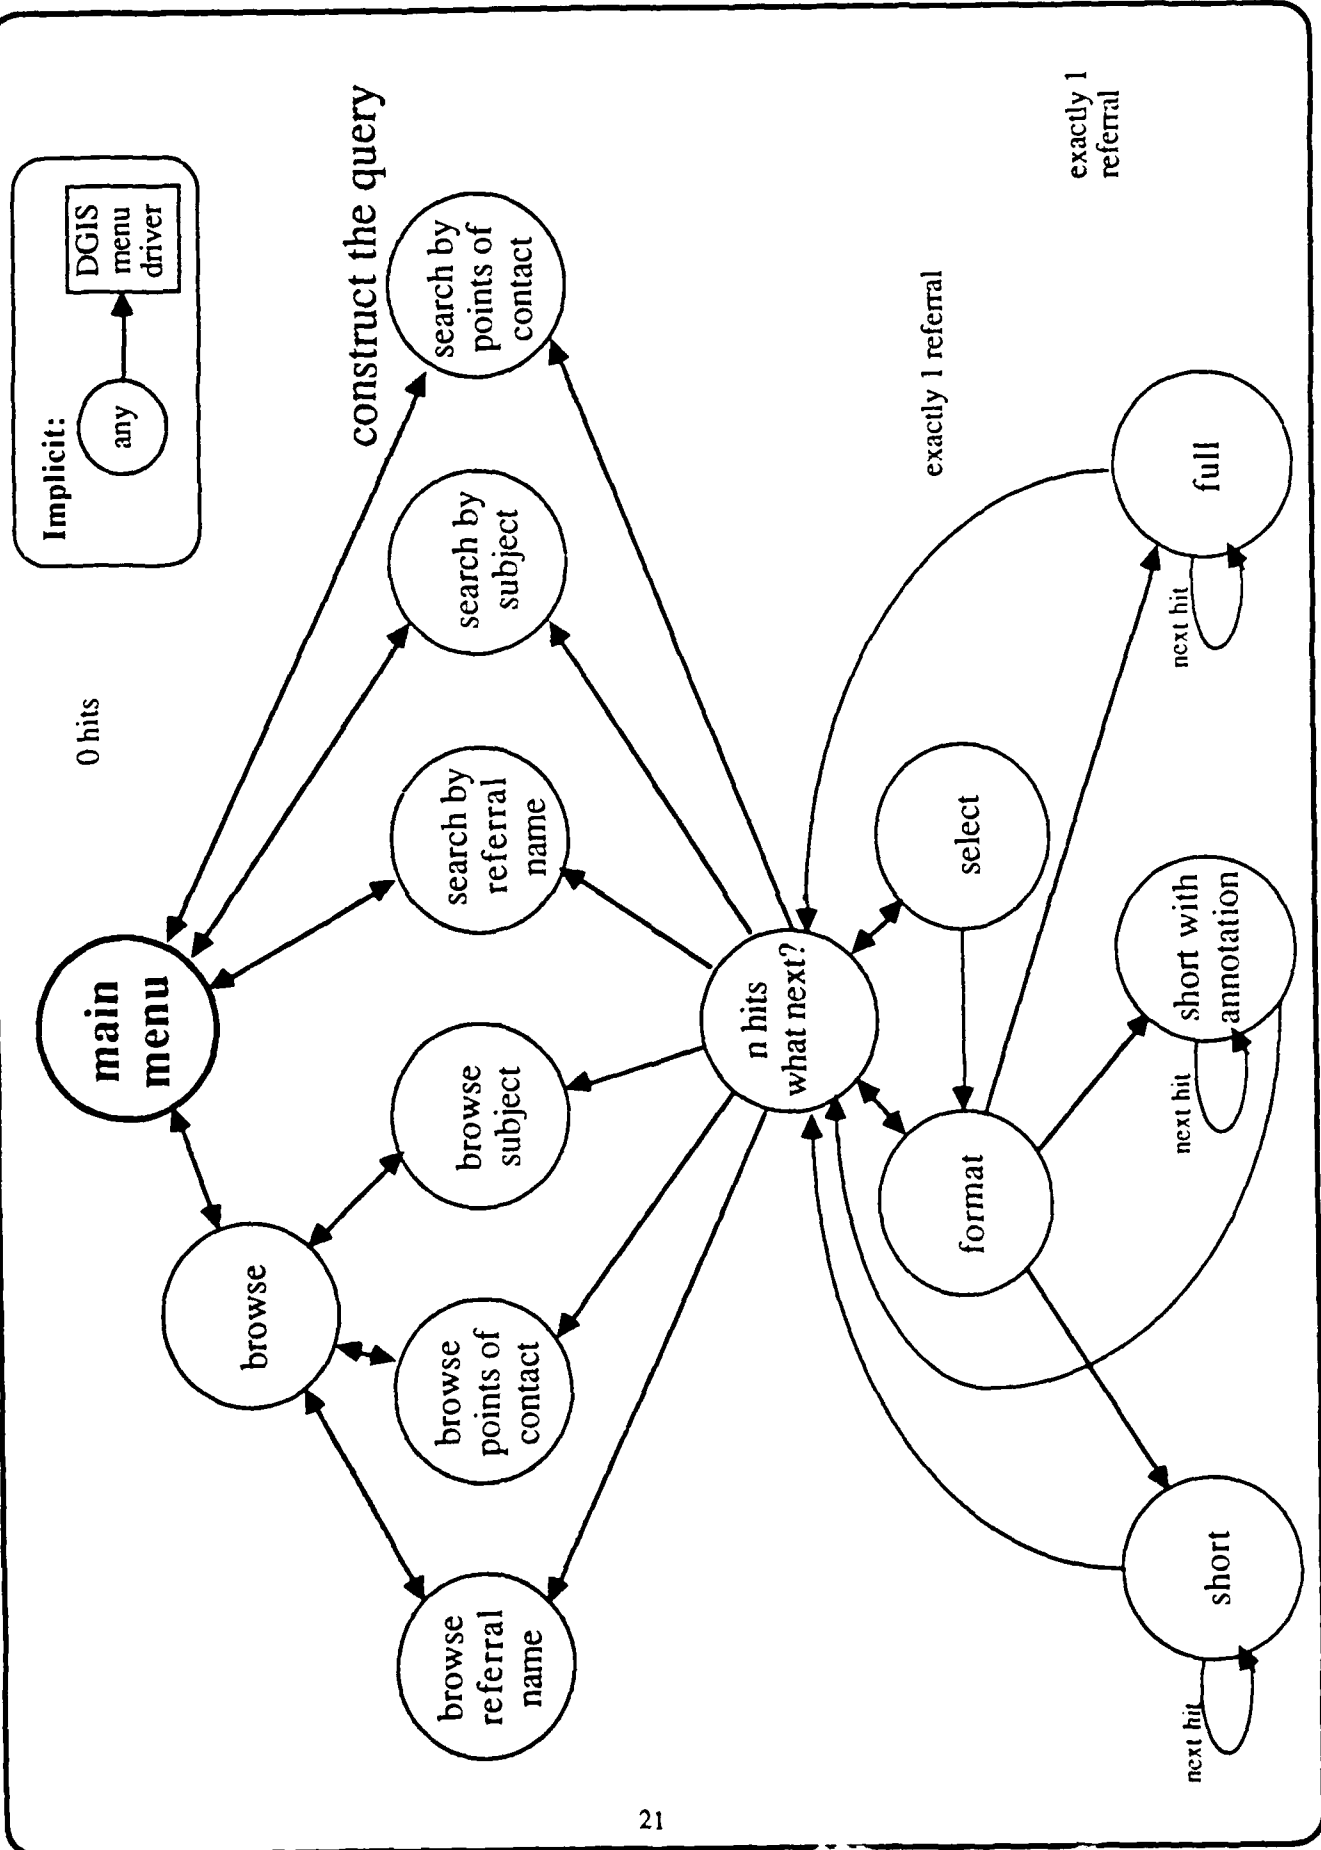 Implicit:
any
DGIS
menu
driver
0 hits
main
menu
construct the query
browse
browse
referral
name
browse
points of
contact
browse
subject
search by
referral
name
search by
subject
search by
points of
contact
n hits
what next?
exactly 1 referral
format
select
exactly 1
referral
short
next hit
short with
annotation
next hit
full
next hit
21